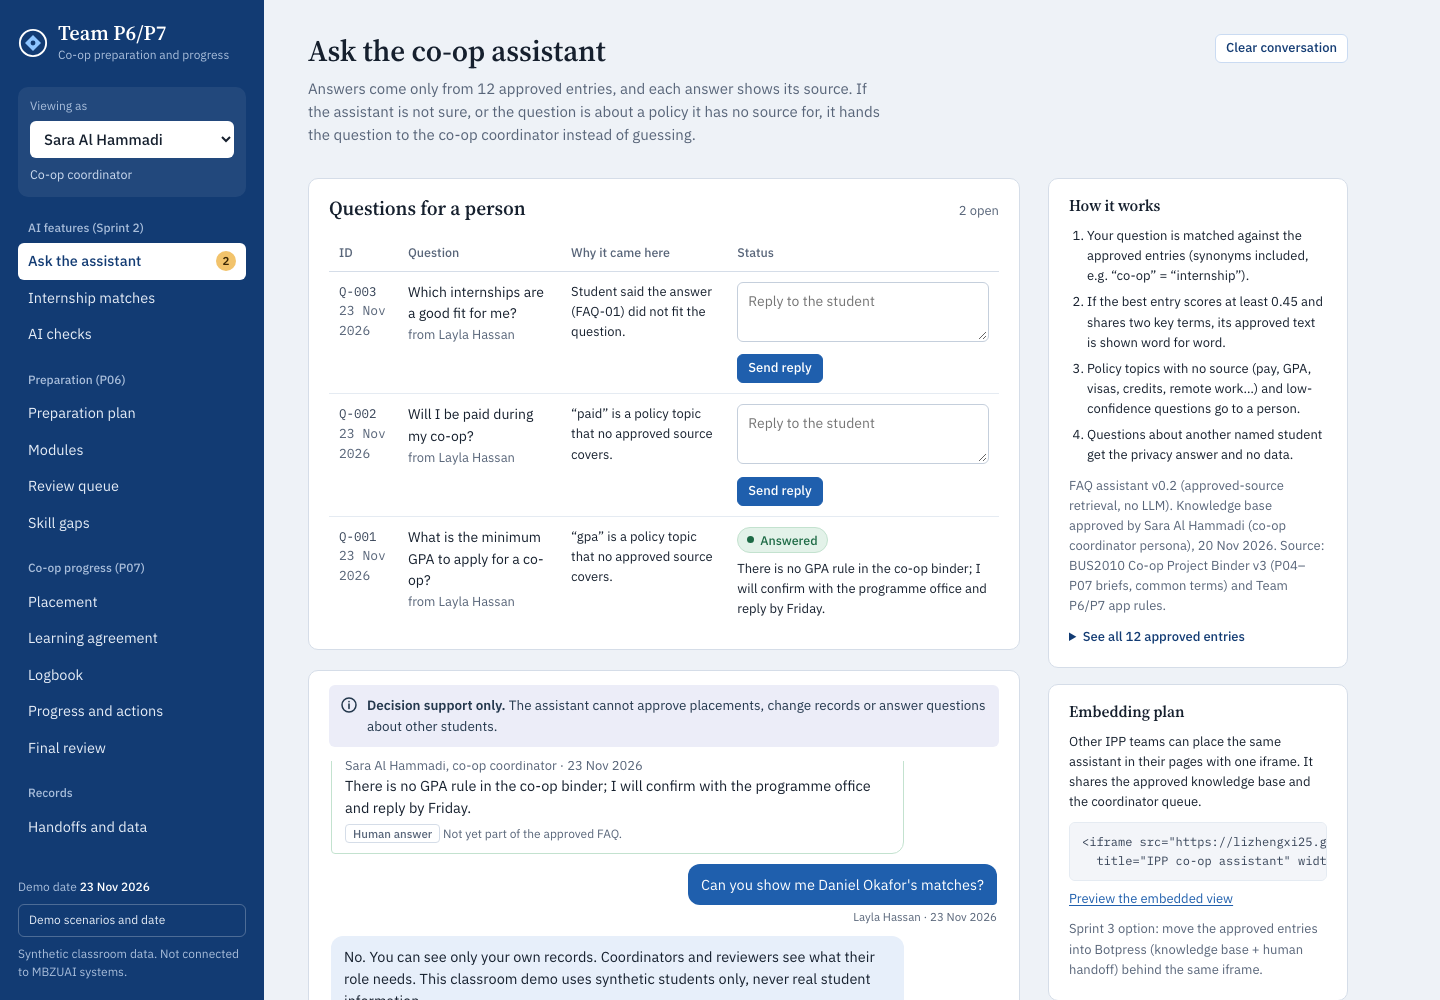 Team P6/P7
Co-op preparation and progress
Viewing as
Sara Al Hammadi
Co-op coordinator
AI features (Sprint 2)
Ask the assistant
2
Internship matches
AI checks
Preparation (P06)
Preparation plan
Modules
Review queue
Skill gaps
Co-op progress (P07)
Placement
Learning agreement
Logbook
Progress and actions
Final review
Records
Handoffs and data
Demo date 23 Nov 2026
Demo scenarios and date
Synthetic classroom data. Not connected
to MBZUAI systems.
Ask the co-op assistant
Clear conversation
Answers come only from 12 approved entries, and each answer shows its source. If
the assistant is not sure, or the question is about a policy it has no source for, it hands
the question to the co-op coordinator instead of guessing.
Questions for a person
2 open
ID Question Why it came here Status
Q-003
23 Nov
2026
Which internships are
a good fit for me?
from Layla Hassan
Student said the answer
(FAQ-01) did not fit the
question.
Reply to the student
Send reply
Q-002
23 Nov
2026
Will I be paid during
my co-op?
from Layla Hassan
“paid” is a policy topic
that no approved source
covers.
Reply to the student
Send reply
Q-001
23 Nov
2026
What is the minimum
GPA to apply for a co-
op?
from Layla Hassan
“gpa” is a policy topic
that no approved source
covers.
Answered
There is no GPA rule in the co-op binder; I
will confirm with the programme office and
reply by Friday.
Decision support only. The assistant cannot approve placements, change records or answer questions
about other students.
Sara Al Hammadi, co-op coordinator · 23 Nov 2026
There is no GPA rule in the co-op binder; I will confirm with the programme office
and reply by Friday.
Human answer Not yet part of the approved FAQ.
Can you show me Daniel Okafor's matches?
Layla Hassan · 23 Nov 2026
No. You can see only your own records. Coordinators and reviewers see what their
role needs. This classroom demo uses synthetic students only, never real student
information.
How it works
1. Your question is matched against the
approved entries (synonyms included,
e.g. “co-op” = “internship”).
2. If the best entry scores at least 0.45 and
shares two key terms, its approved text
is shown word for word.
3. Policy topics with no source (pay, GPA,
visas, credits, remote work...) and low-
confidence questions go to a person.
4. Questions about another named student
get the privacy answer and no data.
FAQ assistant v0.2 (approved-source
retrieval, no LLM). Knowledge base
approved by Sara Al Hammadi (co-op
coordinator persona), 20 Nov 2026. Source:
BUS2010 Co-op Project Binder v3 (P04–
P07 briefs, common terms) and Team
P6/P7 app rules.
See all 12 approved entries
Embedding plan
Other IPP teams can place the same
assistant in their pages with one iframe. It
shares the approved knowledge base and
the coordinator queue.
<iframe src="https://lizhengxi25.g
title="IPP co-op assistant" widt
Preview the embedded view
Sprint 3 option: move the approved entries
into Botpress (knowledge base + human
handoff) behind the same iframe.